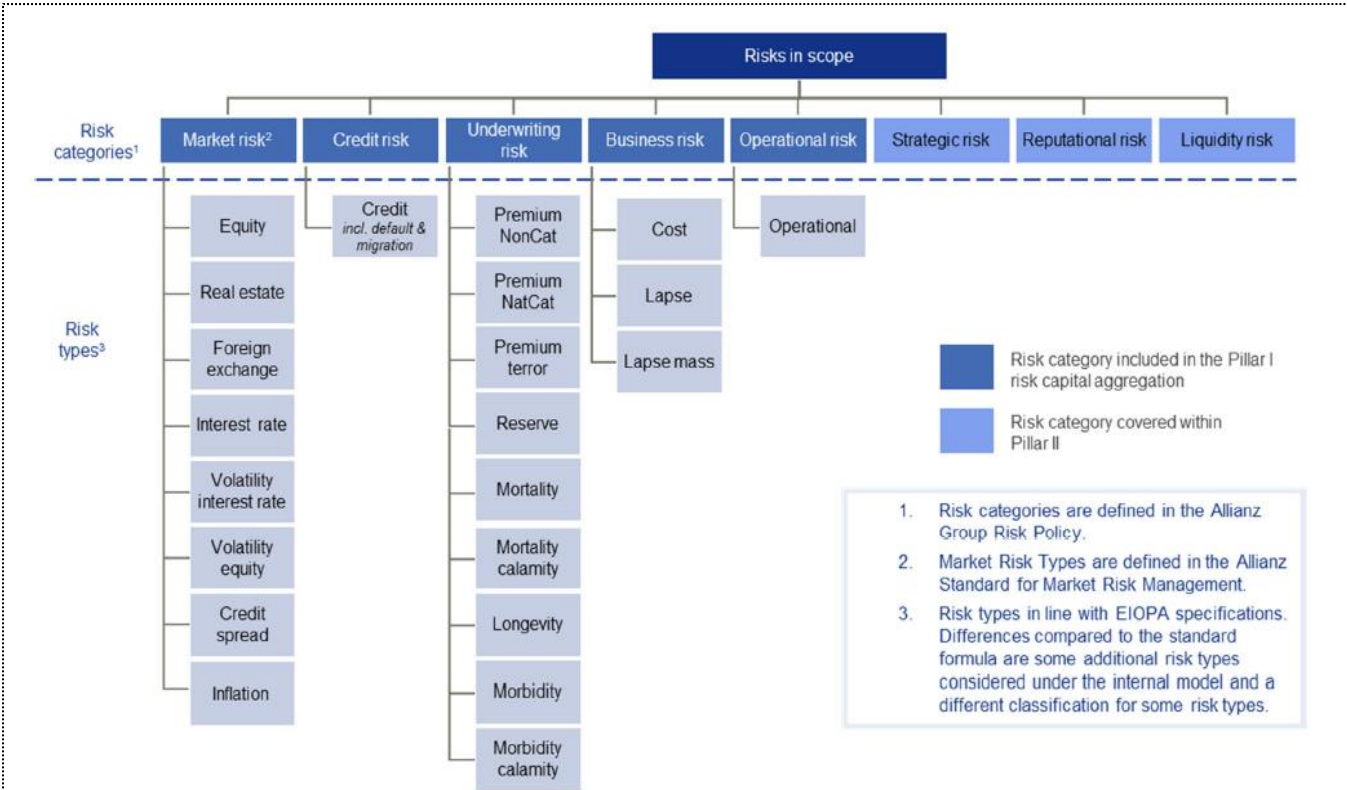 Risks in scope
Risk
categories¹
Market risk²
Credit risk
Underwriting
risk
Business risk
Operational risk
Strategic risk
Reputational risk
Liquidity risk
Risk
types³
Equity
Real estate
Foreign
exchange
Interest rate
Volatility
interest rate
Volatility
equity
Credit
spread
Inflation
Credit
incl. default &
migration
Premium
NonCat
Premium
NatCat
Premium
terror
Reserve
Mortality
Mortality
calamity
Longevity
Morbidity
Morbidity
calamity
Cost
Lapse
Lapse mass
Operational
Risk category included in the Pillar I
risk capital aggregation
Risk category covered within
Pillar II
1. Risk categories are defined in the Allianz
Group Risk Policy.
2. Market Risk Types are defined in the Allianz
Standard for Market Risk Management.
3. Risk types in line with EIOPA specifications.
Differences compared to the standard
formula are some additional risk types
considered under the internal model and a
different classification for some risk types.